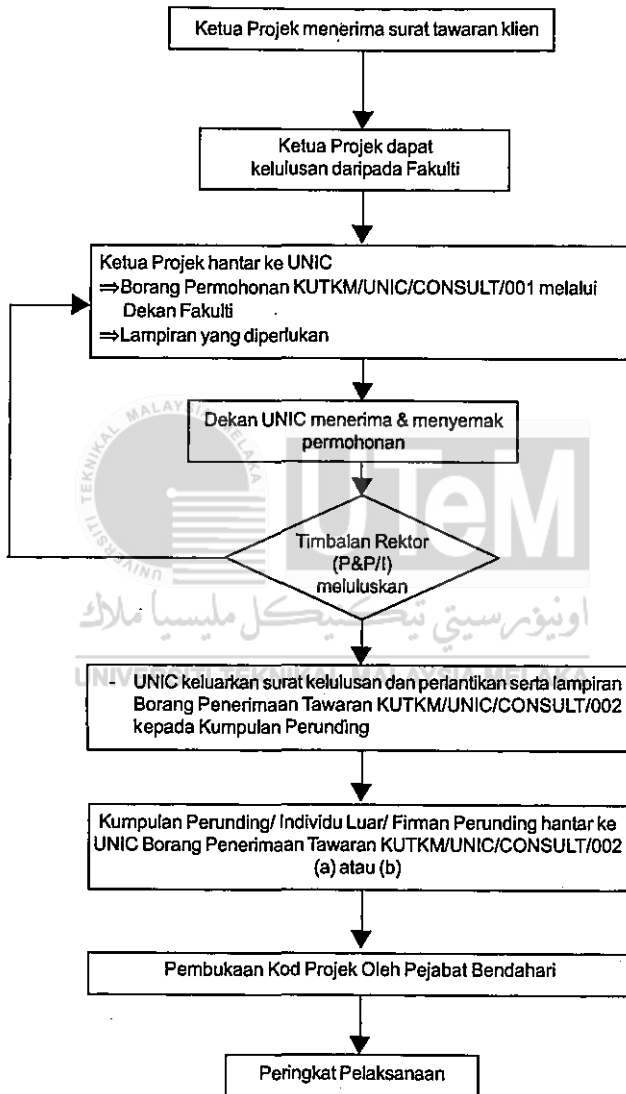 Ketua Projek menerima surat tawaran klien
Ketua Projek dapat
kelulusan daripada Fakulti
Ketua Projek hantar ke UNIC
⇒Borang Permohonan KUTKM/UNIC/CONSULT/001 melalui
Dekan Fakulti
⇒Lampiran yang diperlukan
Dekan UNIC menerima & menyemak
permohonan
UNIVERSITI TEKNIKAL MALAYSIA MELAKA
UTeM
Timbalan Rektor
(P&P/I)
meluluskan
اونيۏرسيتي تيكنيكل مليسيا ملاك
UNIVERSITI TEKNIKAL MALAYSIA MELAKA
- UNIC keluarkan surat kelulusan dan perlantikan serta lampiran
Borang Penerimaan Tawaran KUTKM/UNIC/CONSULT/002
kepada Kumpulan Perunding
Kumpulan Perunding/ Individu Luar/ Firman Perunding hantar ke
UNIC Borang Penerimaan Tawaran KUTKM/UNIC/CONSULT/002
(a) atau (b)
Pembukaan Kod Projek Oleh Pejabat Bendahari
Peringkat Pelaksanaan